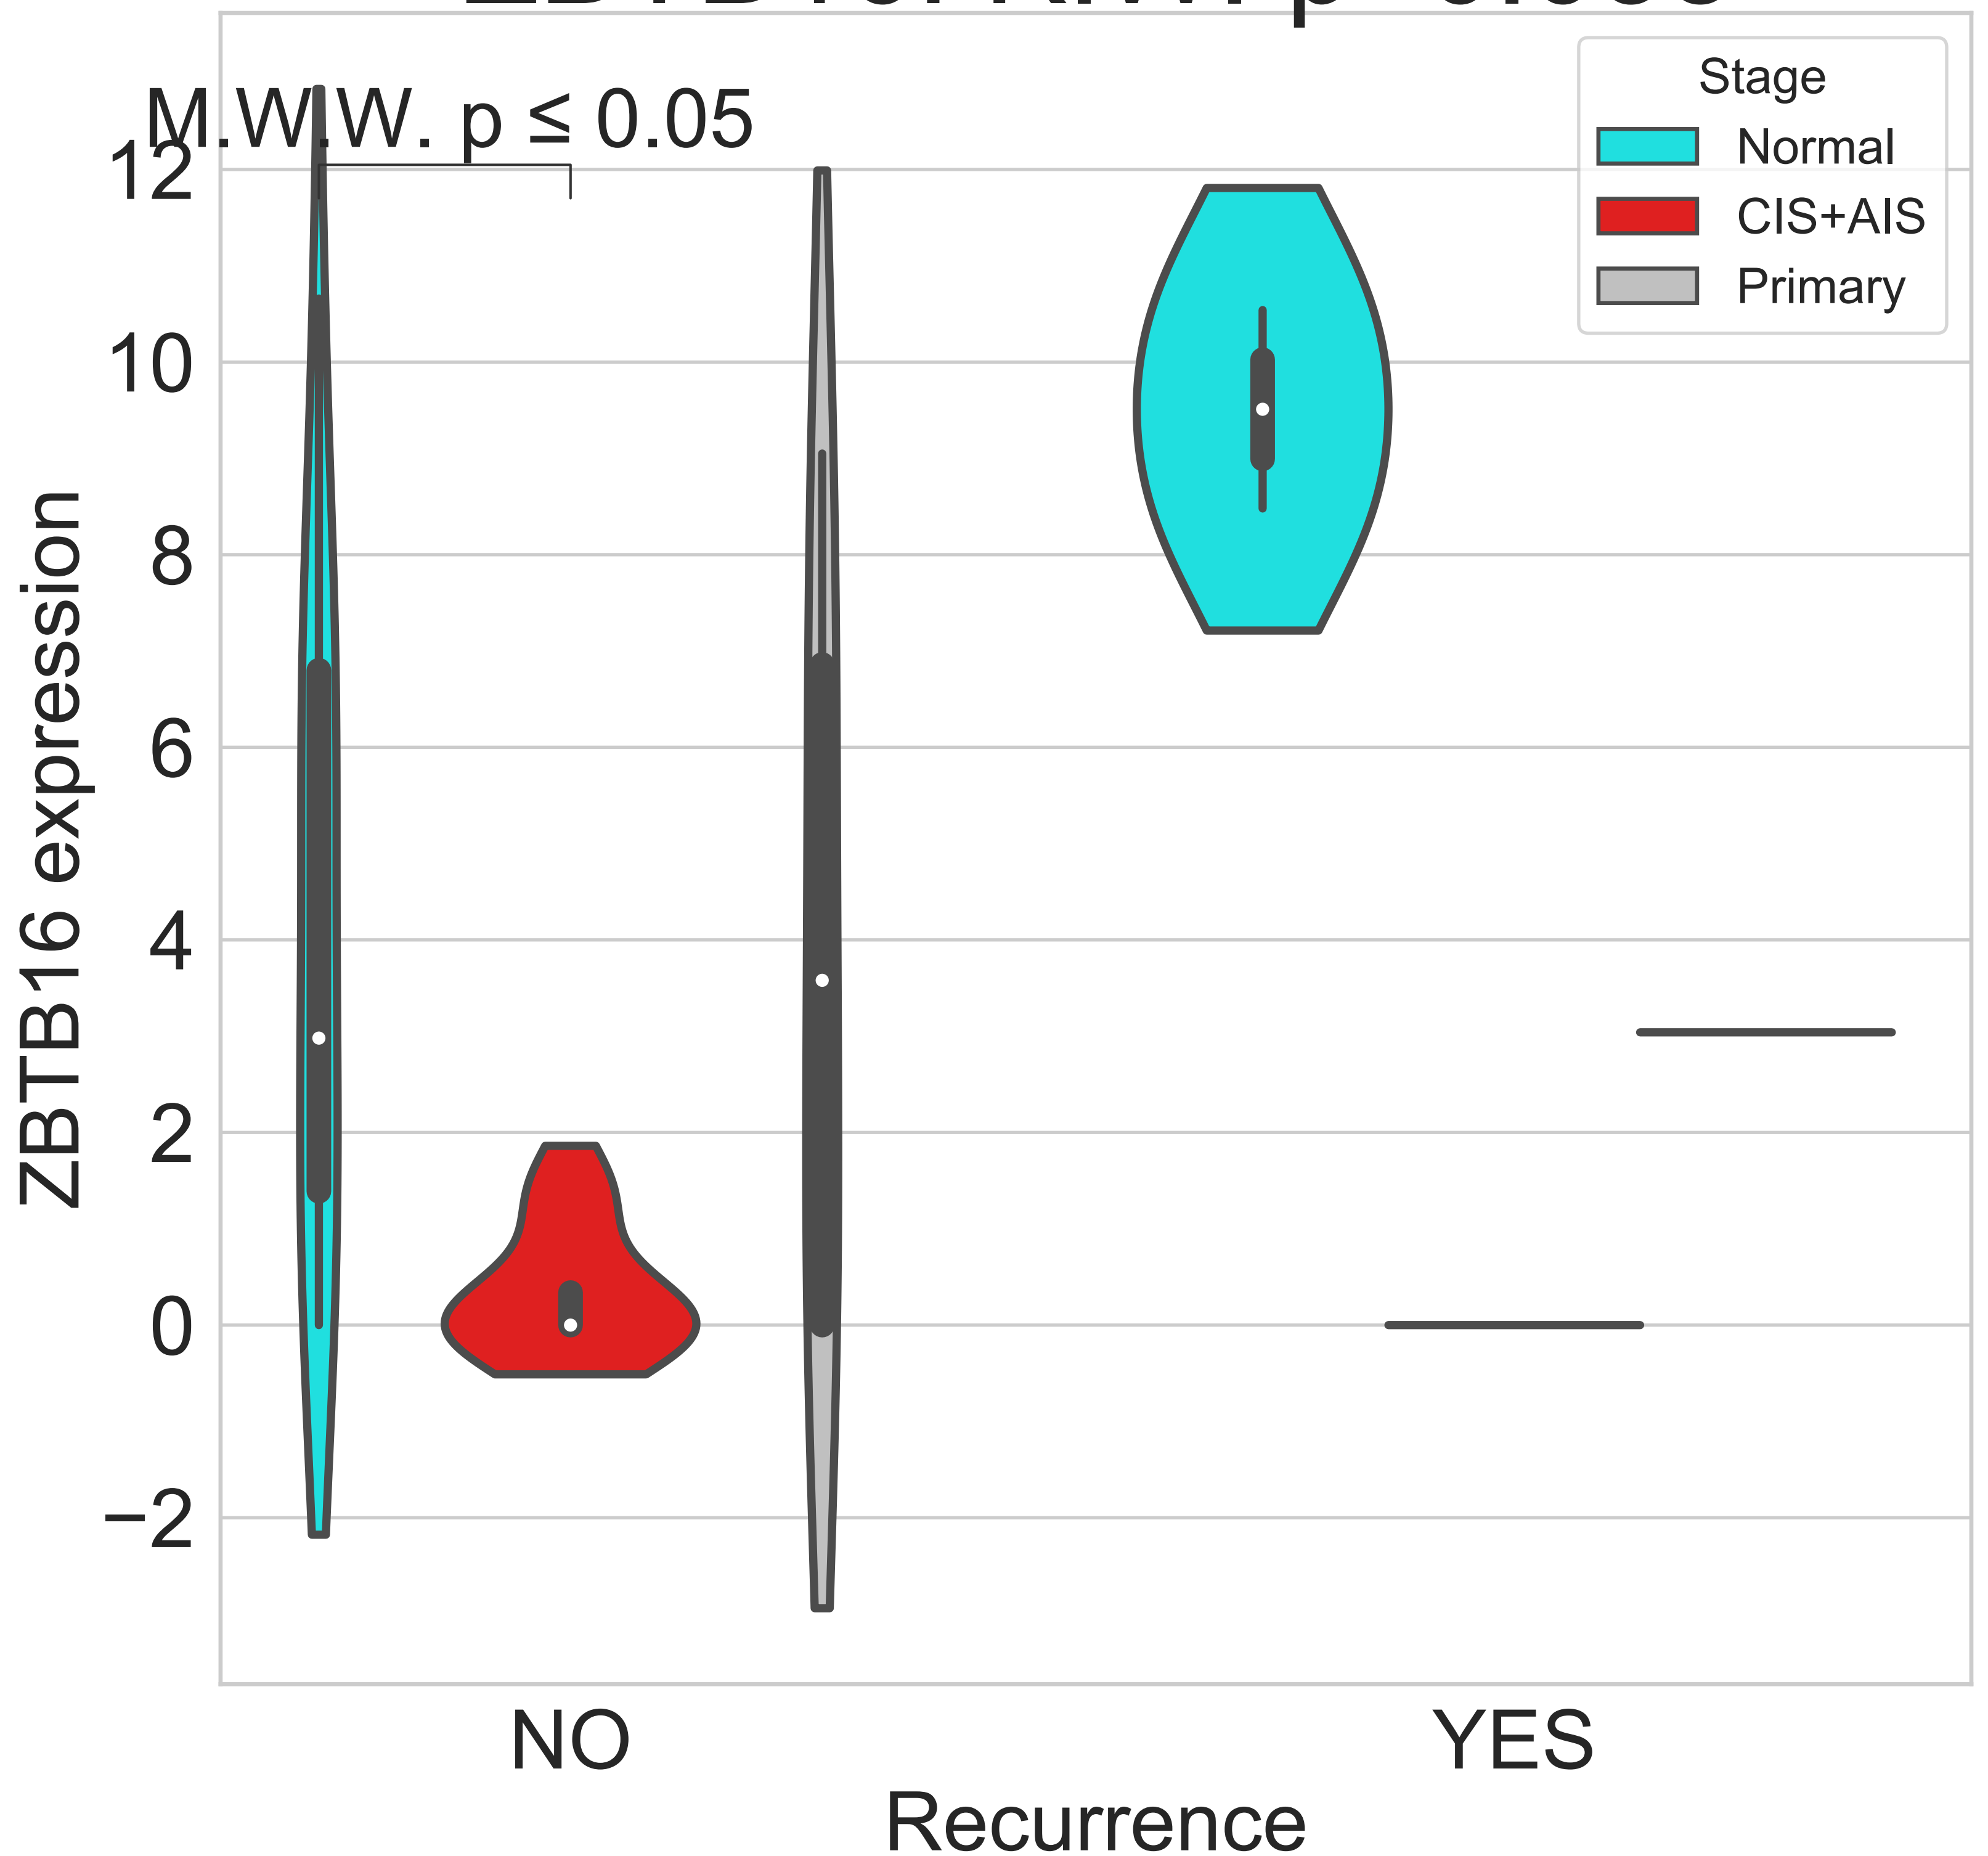 M.W.W. p ≤ 0.05
Stage
Normal
CIS+AIS
Primary
12
10
8
6
4
2
0
−2
ZBTB16 expression
NO
YES
Recurrence